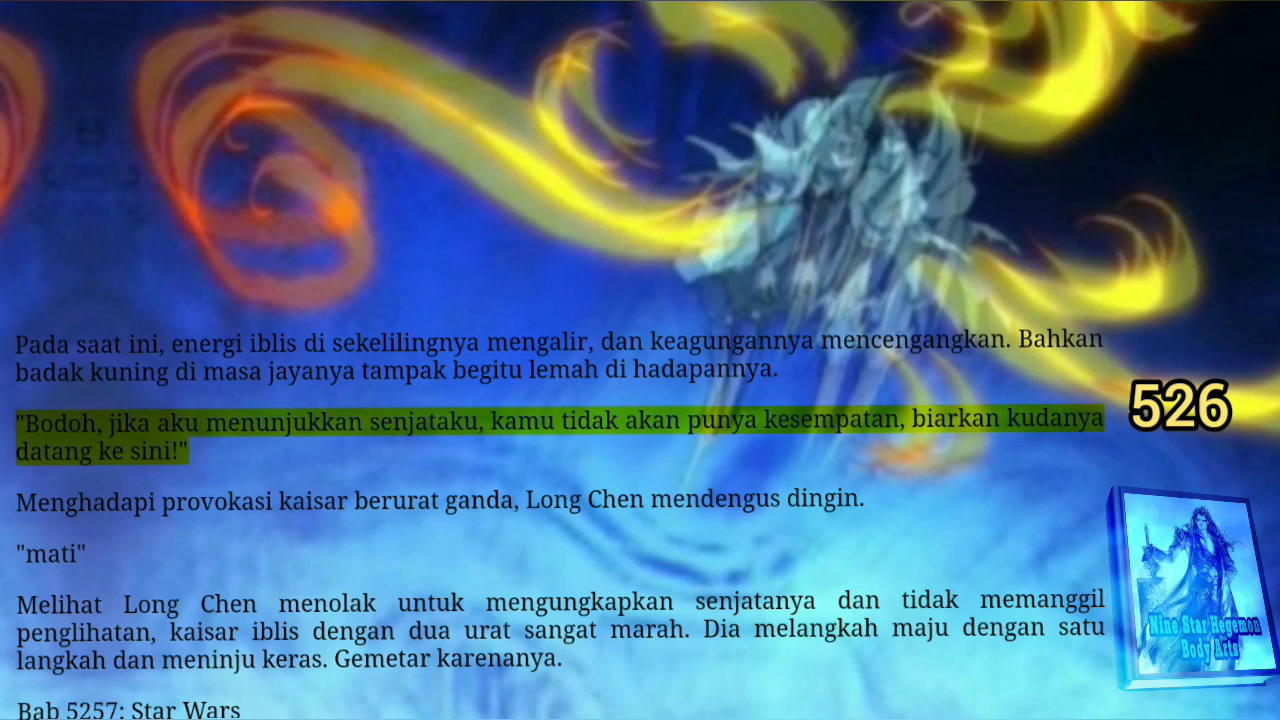 Pada saat ini, energi iblis di sekelilingnya mengalir, dan keagungannya mencengangkan. Bahkan
badak kuning di masa jayanya tampak begitu lemah di hadapannya.
"Bodoh, jika aku menunjukkan senjataku, kamu tidak akan punya kesempatan, biarkan kudanya
datang ke sini!"
526
Menghadapi provokasi kaisar berurat ganda, Long Chen mendengus dingin.
"mati"
Melihat Long Chen menolak untuk mengungkapkan senjatanya dan tidak memanggil
penglihatan, kaisar iblis dengan dua urat sangat marah. Dia melangkah maju dengan satu
langkah dan meninju keras. Gemetar karenanya.
Nine Star Hegemon
Body Arts
Bab 5257: Star Wars